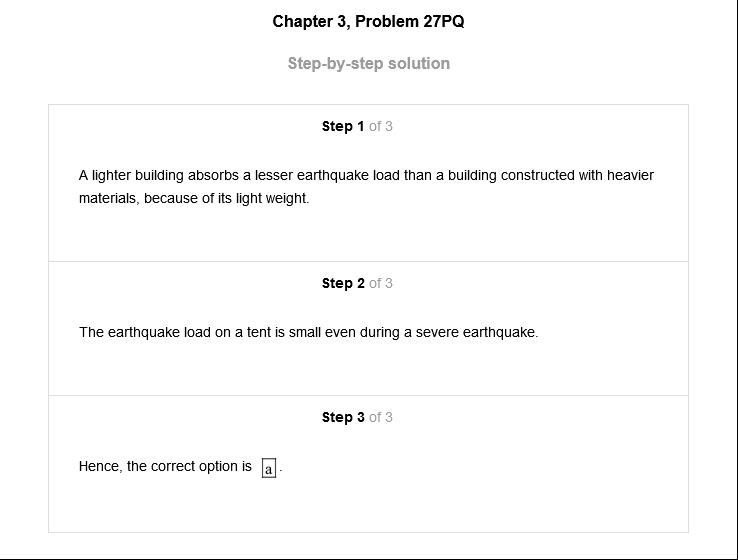 Chapter 3, Problem 27PQ
Step-by-step solution
Step 1 of 3
A lighter building absorbs a lesser earthquake load than a building constructed with heavier
materials, because of its light weight.
Step 2 of 3
The earthquake load on a tent is small even during a severe earthquake.
Step 3 of 3
Hence, the correct option is a.